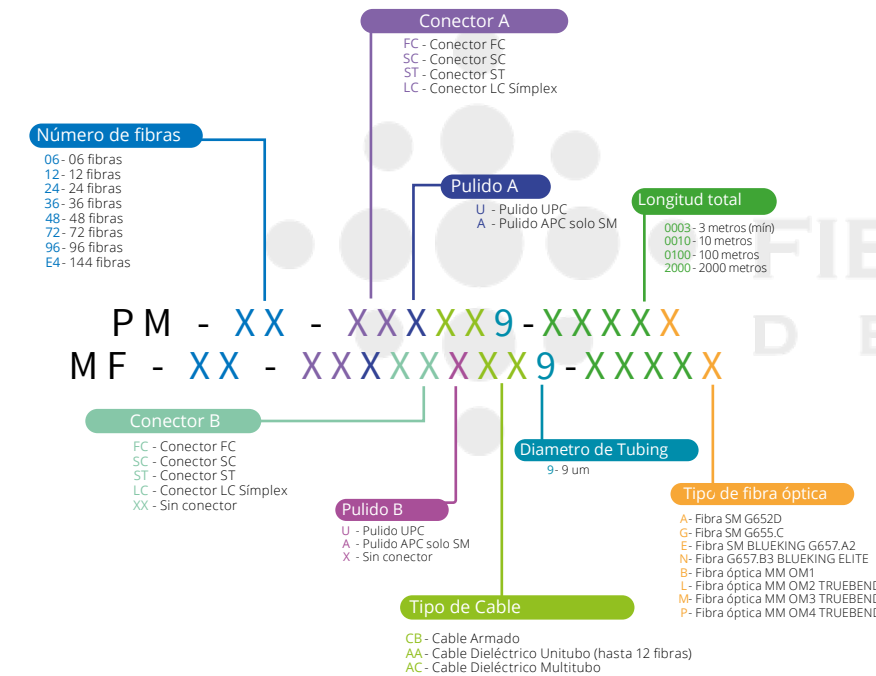 Conector A
FC - Conector FC
SC - Conector SC
ST - Conector ST
LC - Conector LC Símplex
Número de fibras
06 - 06 fibras
12 - 12 fibras
24 - 24 fibras
36 - 36 fibras
48 - 48 fibras
72 - 72 fibras
96 - 96 fibras
E4 - 144 fibras
Pulido A
U - Pulido UPC
A - Pulido APC solo SM
Longitud total
0003 - 3 metros (mín)
0010 - 10 metros
0100 - 100 metros
2000 - 2000 metros
PM - XX - XXXXX9-XXXXX
MF - XX - XXXXXXXX9-XXXXX
Conector B
FC - Conector FC
SC - Conector SC
ST - Conector ST
LC - Conector LC Símplex
XX - Sin conector
Pulido B
U - Pulido UPC
A - Pulido APC solo SM
X - Sin conector
Diametro de Tubing
9 - 9 um
Tipo de fibra óptica
A - Fibra SM G652D
G - Fibra SM G655.C
E - Fibra SM BLUEKING G657.A2
N - Fibra G657.B3 BLUEKING ELITE
B - Fibra óptica MM OM1
L - Fibra óptica MM OM2 TRUEBEND
M - Fibra óptica MM OM3 TRUEBEND
P - Fibra óptica MM OM4 TRUEBEND
Tipo de Cable
CB - Cable Armado
AA - Cable Dieléctrico Unitubo (hasta 12 fibras)
AC - Cable Dieléctrico Multitubo